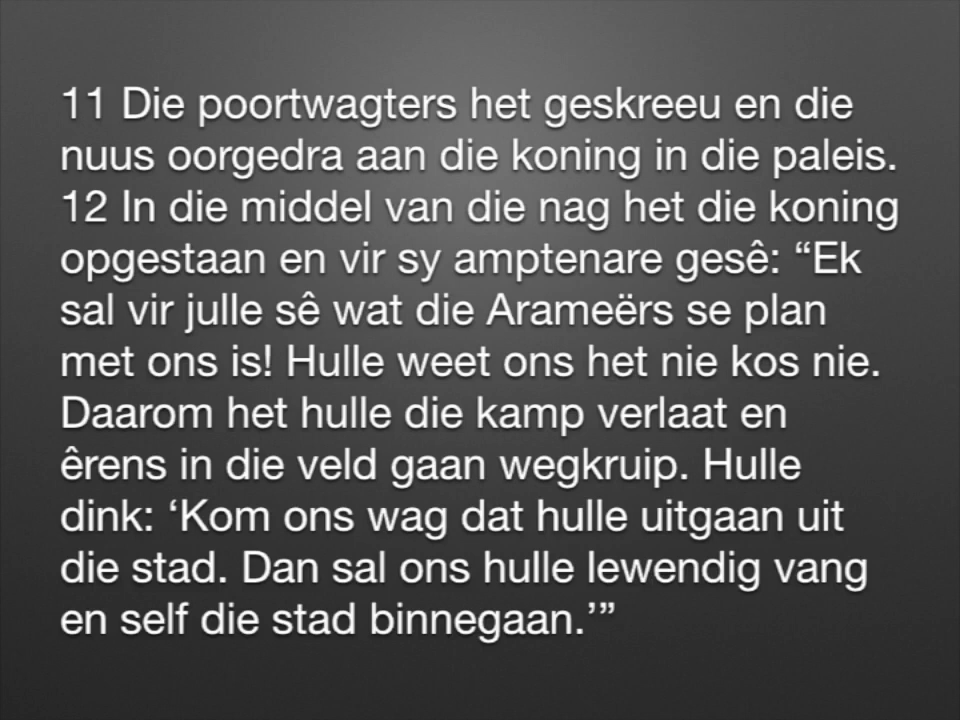 11 Die poortwagters het geskreeu en die
nuus oorgedra aan die koning in die paleis.
12 In die middel van die nag het die koning
opgestaan en vir sy amptenare gesê: “Ek
sal vir julle sê wat die Arameërs se plan
met ons is! Hulle weet ons het nie kos nie.
Daarom het hulle die kamp verlaat en
êrens in die veld gaan wegkruip. Hulle
dink: ‘Kom ons wag dat hulle uitgaan uit
die stad. Dan sal ons hulle lewendig vang
en self die stad binnegaan.’”